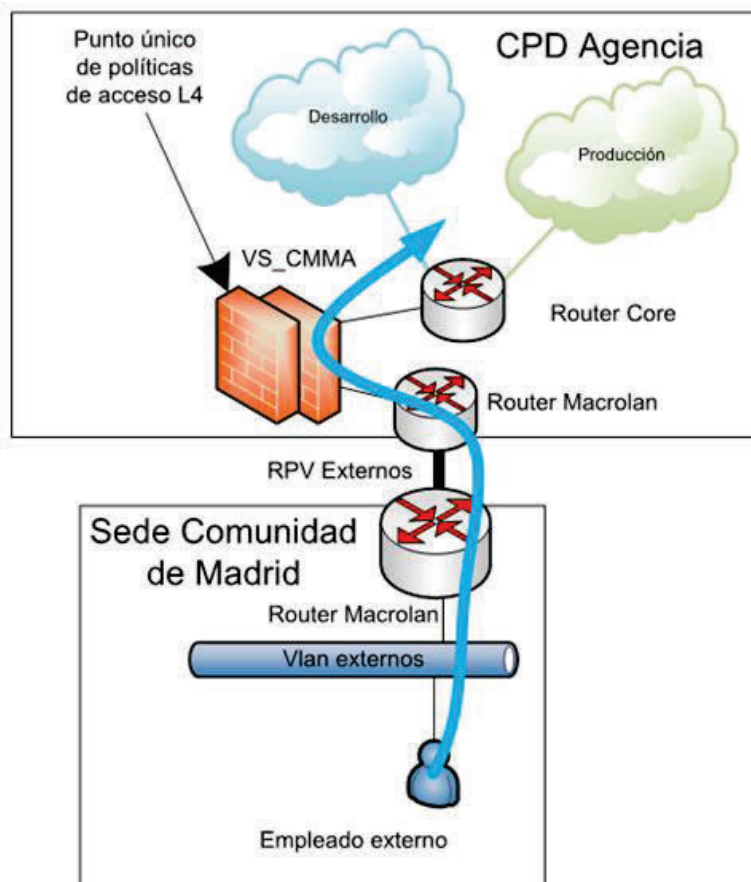 Punto único
de políticas
de acceso L4
CPD Agencia
Desarrollo
Producción
VS_CMMA
Router Core
Router Macrolan
RPV Externos
Sede Comunidad
de Madrid
Router Macrolan
Vlan externos
Empleado externo